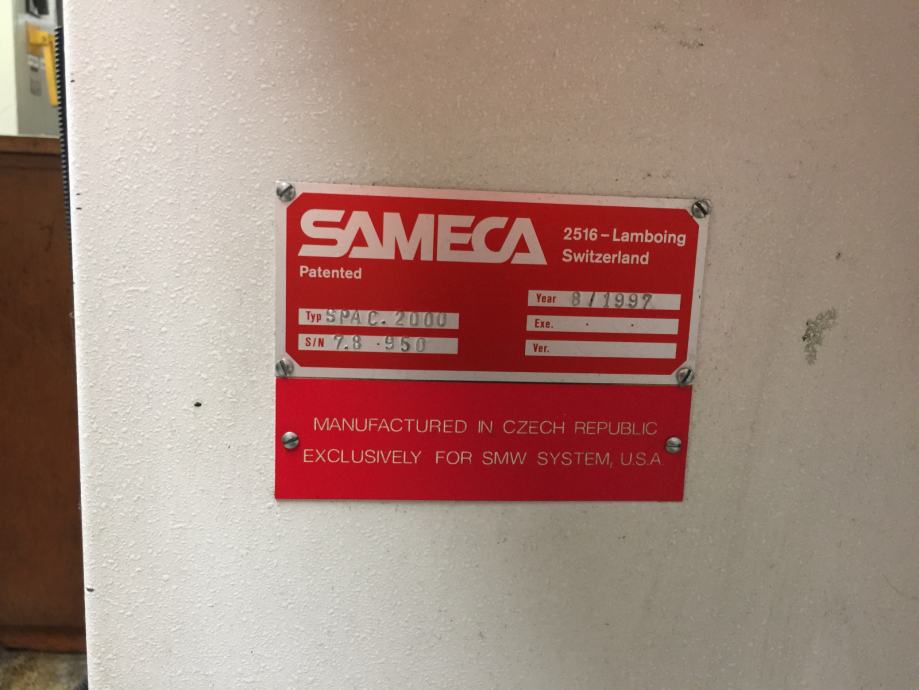 SAMECA
2516-Lamboing
Switzerland
Patented
Typ SPAC.2000
S/N 7.8 .950
Year 8/1997
Exe. . .
Ver.
MANUFACTURED IN CZECH REPUBLIC
EXCLUSIVELY FOR SMW SYSTEM, U.S.A.